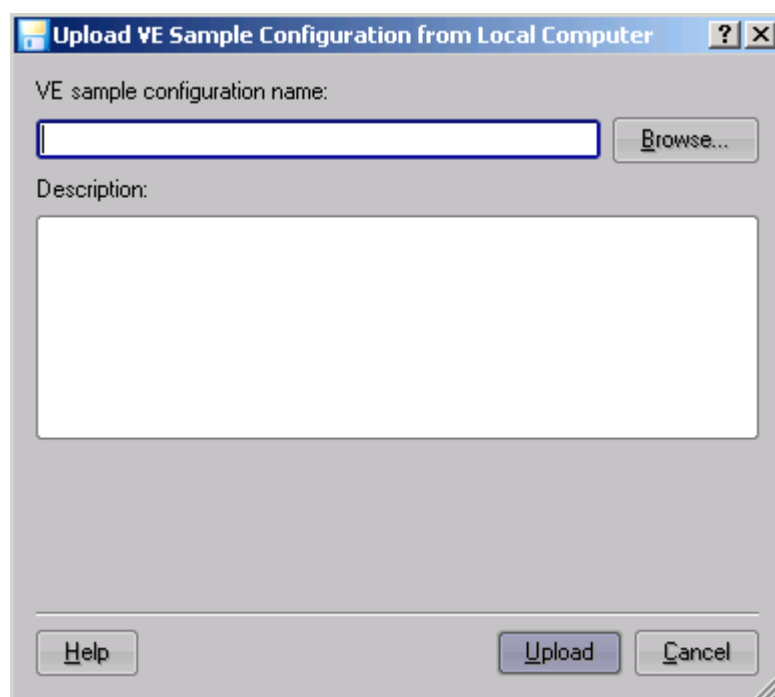 Upload VE Sample Configuration from Local Computer
VE sample configuration name:
Browse...
Description:
Help
Upload
Cancel